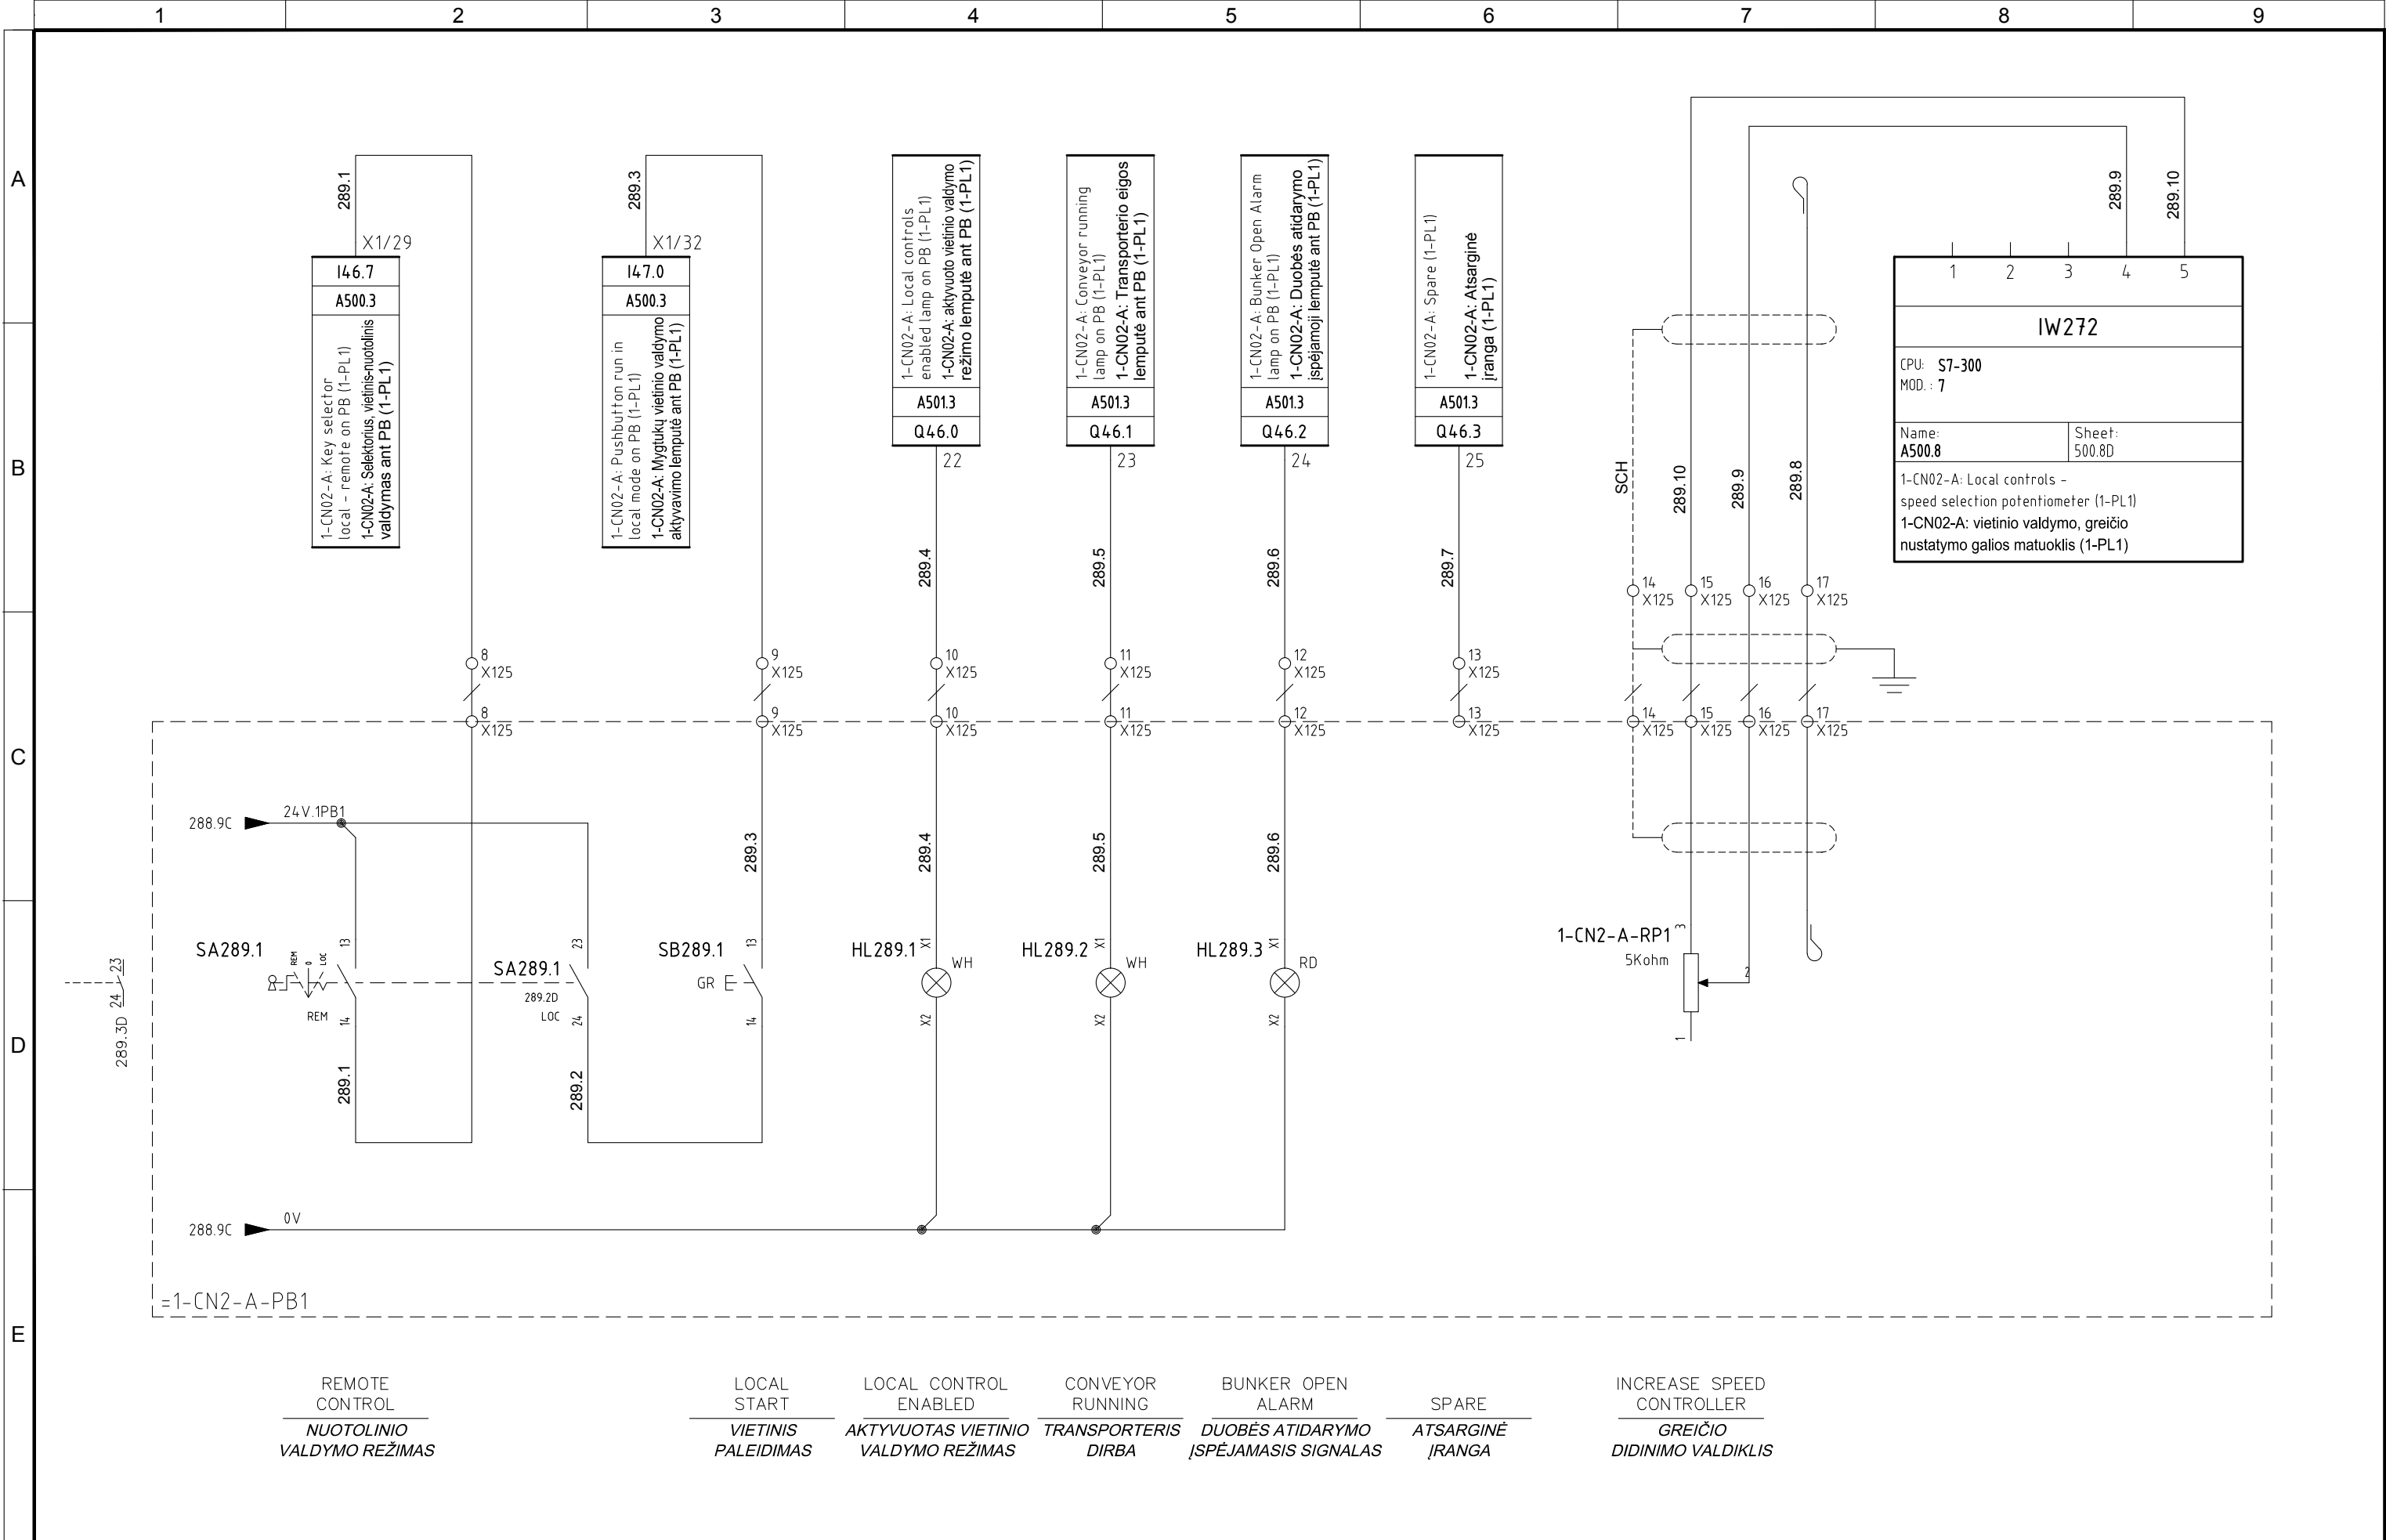 1 2 3 4 5 6 7 8 9
A
B
C
D
E
289.1
X1/29
I46.7
A500.3
1-CN02-A: Key selector
local - remote on PB (1-PL1)
1-CN02-A: Selektorius, vietinis-nuotolinis
valdymas ant PB (1-PL1)
289.3
X1/32
I47.0
A500.3
1-CN02-A: Pushbutton run in
local mode on PB (1-PL1)
1-CN02-A: Mygtukų vietinio valdymo
aktyvavimo lemputė ant PB (1-PL1)
1-CN02-A: Local controls
enabled lamp on PB (1-PL1)
1-CN02-A: aktyvuoto vietinio valdymo
režimo lemputė ant PB (1-PL1)
A501.3
Q46.0
22
289.4
1-CN02-A: Conveyor running
lamp on PB (1-PL1)
1-CN02-A: Transporterio eigos
lemputė ant PB (1-PL1)
A501.3
Q46.1
23
289.5
1-CN02-A: Bunker Open Alarm
lamp on PB (1-PL1)
1-CN02-A: Duobės atidarymo
įspėjamoji lemputė ant PB (1-PL1)
A501.3
Q46.2
24
289.6
1-CN02-A: Spare (1-PL1)
1-CN02-A: Atsarginė
įranga (1-PL1)
A501.3
Q46.3
25
289.7
289.9
289.10
1 2 3 4 5
IW272
CPU: S7-300
MOD.: 7
Name:
A500.8
Sheet:
500.8D
1-CN02-A: Local controls -
speed selection potentiometer (1-PL1)
1-CN02-A: vietinio valdymo, greičio
nustatymo galios matuoklis (1-PL1)
SCH
289.10
289.9
289.8
14
X125
15
X125
16
X125
17
X125
8
X125
9
X125
10
X125
11
X125
12
X125
13
X125
8
X125
9
X125
10
X125
11
X125
12
X125
13
X125
14
X125
15
X125
16
X125
17
X125
288.9C
24V.1PB1
289.3
289.4
289.5
289.6
23
24
289.3D
SA289.1
REM
0
LOC
13
14
REM
289.1
SA289.1
289.2D
LOC
23
24
289.2
SB289.1
GR
13
14
HL289.1
X1
WH
X2
HL289.2
X1
WH
X2
HL289.3
X1
RD
X2
1-CN2-A-RP1
5Kohm
3
2
1
288.9C
0V
=1-CN2-A-PB1
REMOTE
CONTROL
NUOTOLINIO
VALDYMO REŽIMAS
LOCAL
START
VIETINIS
PALEIDIMAS
LOCAL CONTROL
ENABLED
AKTYVUOTAS VIETINIO
VALDYMO REŽIMAS
CONVEYOR
RUNNING
TRANSPORTERIS
DIRBA
BUNKER OPEN
ALARM
DUOBĖS ATIDARYMO
ĮSPĖJAMASIS SIGNALAS
SPARE
ATSARGINĖ
ĮRANGA
INCREASE SPEED
CONTROLLER
GREIČIO
DIDINIMO VALDIKLIS